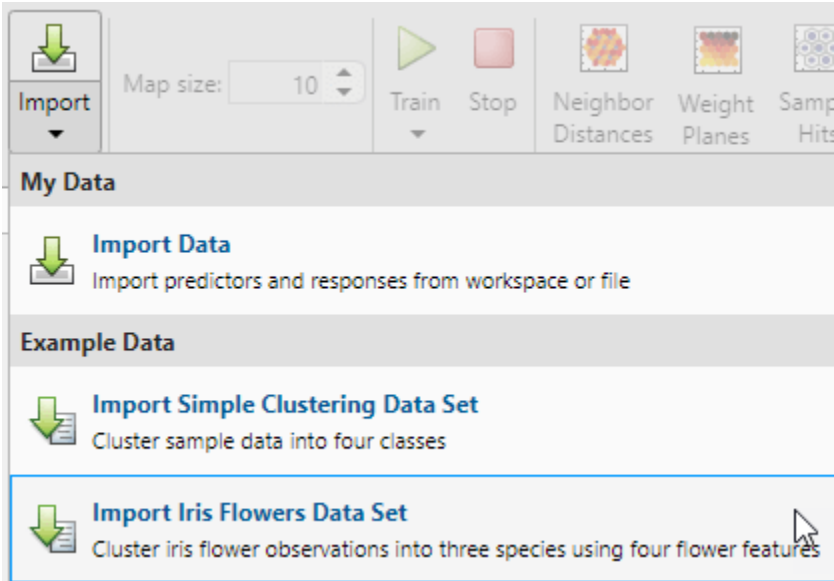 Import
Map size: 10
Train
Stop
Neighbor
Distances
Weight
Planes
Samp
Hits
My Data
Import Data
Import predictors and responses from workspace or file
Example Data
Import Simple Clustering Data Set
Cluster sample data into four classes
Import Iris Flowers Data Set
Cluster iris flower observations into three species using four flower features